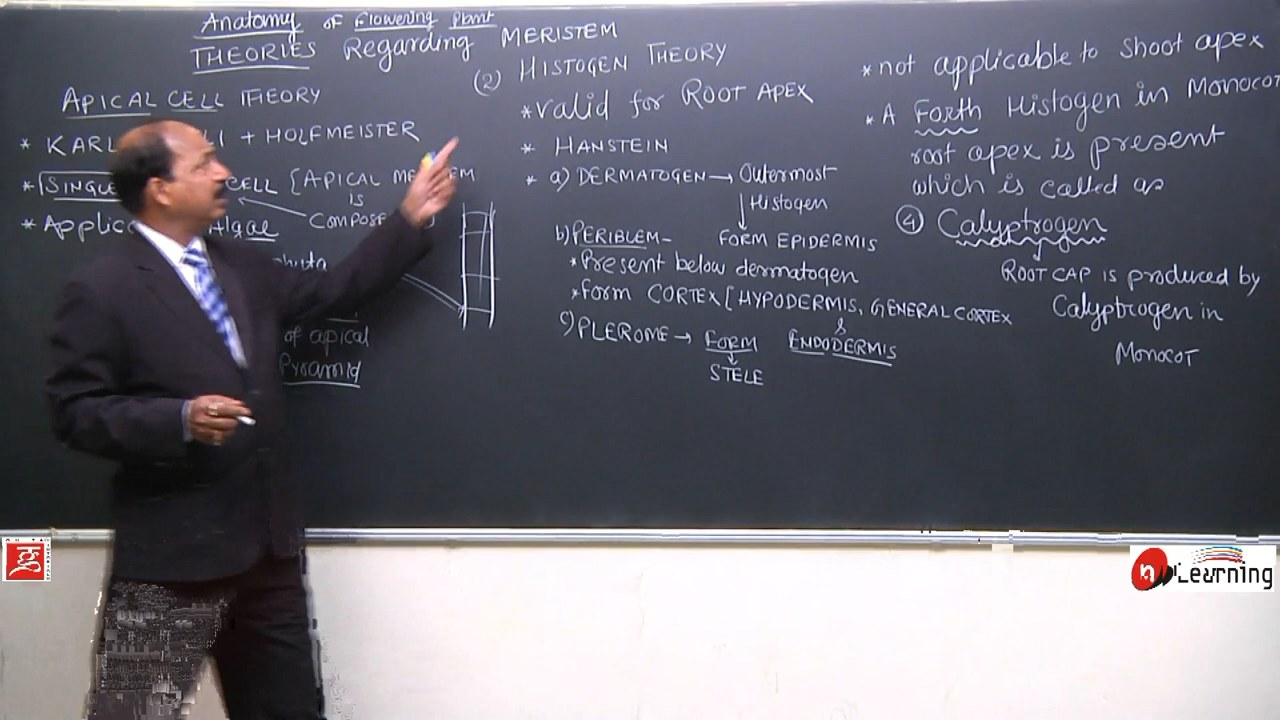 Anatomy of Flowering Plant
THEORIES Regarding MERISTEM
APICAL CELL THEORY
* KARL + HOLFMEISTER
* SINGLE CELL [APICAL
IS
COMPOSE
* Algae
of apical
Pyramid
(2) HISTOGEN THEORY
* valid for ROOT APEX
* HANSTEIN
* a) DERMATOGEN → Outermost
Histogen
FORM EPIDERMIS
b) PERIBLEM -
* Present below dermatogen
* form CORTEX [HYPODERMIS, GENERAL CORTEX
&
ENDODERMIS
c) PLEROME → FORM
STELE
* not applicable to shoot apex
* A Forth Histogen in Monocot
root apex is present
which is called as
④ Calyptrogen
ROOT CAP is produced by
Calyptrogen in
MONOCOT
Learning